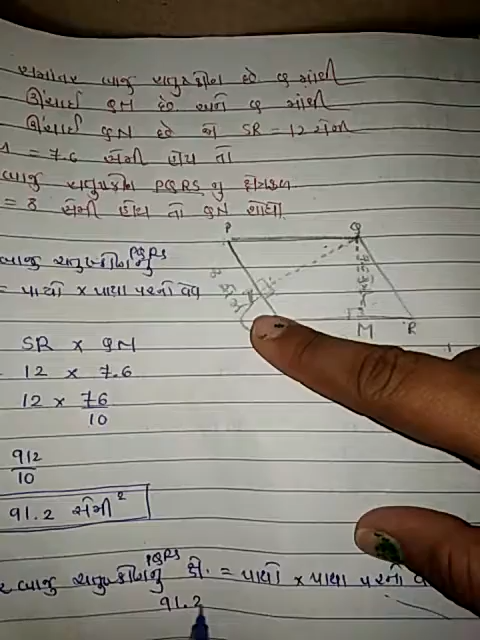 સમાંતર બાજુ ચતુષ્કોણ છે
QM છે અને
QN છે જો SR = 12 સેમી
= 7.6 સેમી હોય તો
બાજુ ચતુષ્કોણ PQRS નું ક્ષેત્રફળ
= 8 સેમી હોય તો QN શોધો
P
Q
બાજુ ચતુષ્કોણનું PQRS
= પાયો × પાયા પરનો વેધ
M
R
SR × QM
12 × 7.6
12 × 76/10
912/10
91.2 સેમી²
બાજુ ચતુષ્કોણનું PQRS ક્ષે. = પાયો × પાયા પરનો વે
91.2